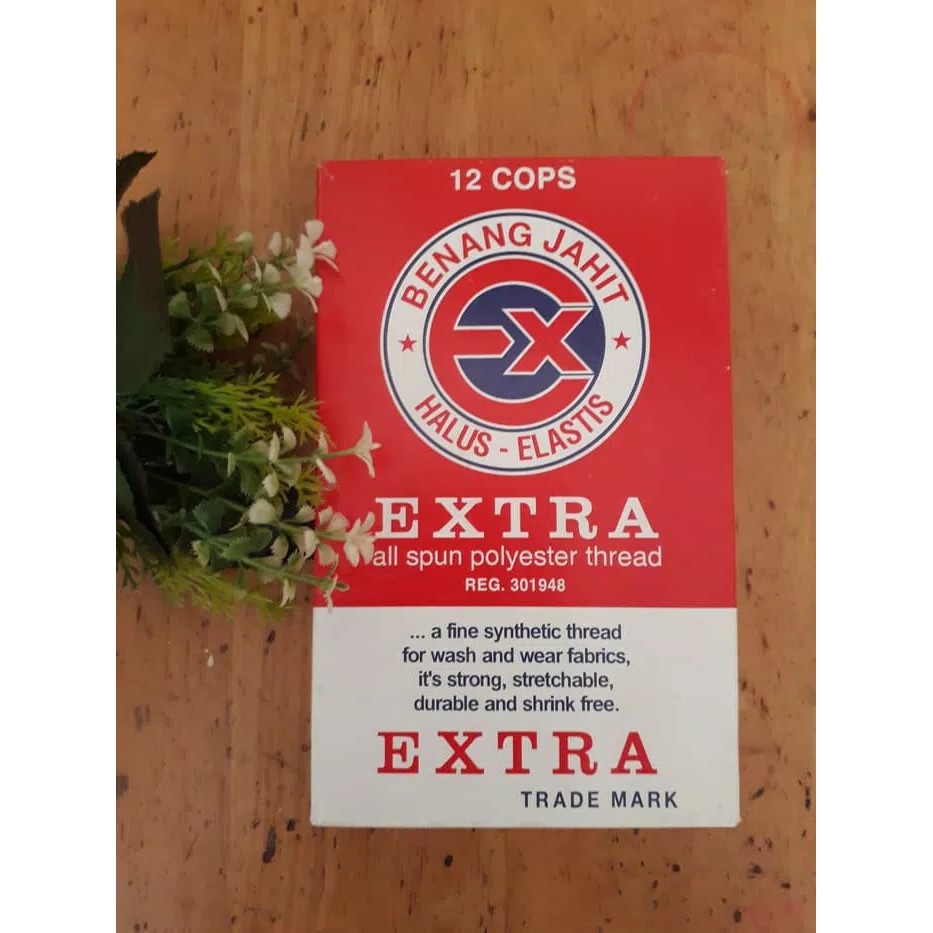 12 COPS
BENANG JAHIT
EX
HALUS - ELASTIS
EXTRA
all spun polyester thread
REG. 301948
... a fine synthetic thread
for wash and wear fabrics,
it's strong, stretchable,
durable and shrink free.
EXTRA
TRADE MARK